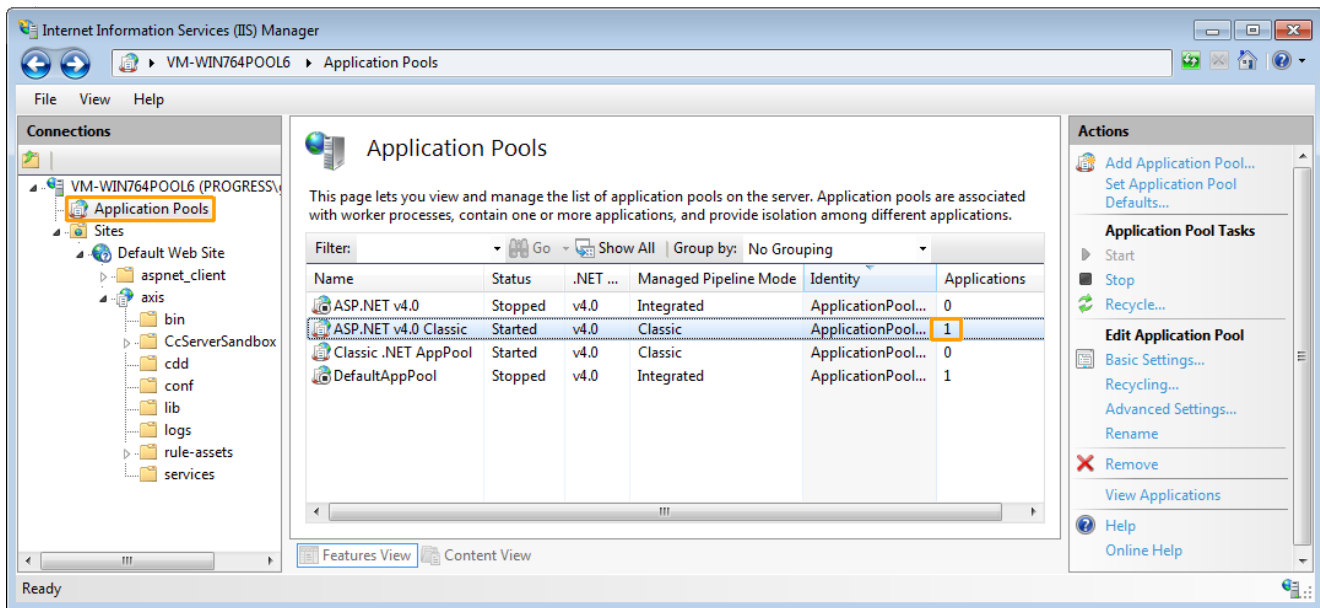 Internet Information Services (IIS) Manager
VM-WIN764POOL6 Application Pools
File View Help
Connections
VM-WIN764POOL6 (PROGRESS\
Application Pools
Sites
Default Web Site
aspnet_client
axis
bin
CcServerSandbox
cdd
conf
lib
logs
rule-assets
services
Application Pools
This page lets you view and manage the list of application pools on the server. Application pools are associated
with worker processes, contain one or more applications, and provide isolation among different applications.
Filter: Go Show All Group by: No Grouping
Name Status .NET ... Managed Pipeline Mode Identity Applications
ASP.NET v4.0 Stopped v4.0 Integrated ApplicationPool... 0
ASP.NET v4.0 Classic Started v4.0 Classic ApplicationPool... 1
Classic .NET AppPool Started v4.0 Classic ApplicationPool... 0
DefaultAppPool Stopped v4.0 Integrated ApplicationPool... 1
Features View Content View
Actions
Add Application Pool...
Set Application Pool
Defaults...
Application Pool Tasks
Start
Stop
Recycle...
Edit Application Pool
Basic Settings...
Recycling...
Advanced Settings...
Rename
Remove
View Applications
Help
Online Help
Ready